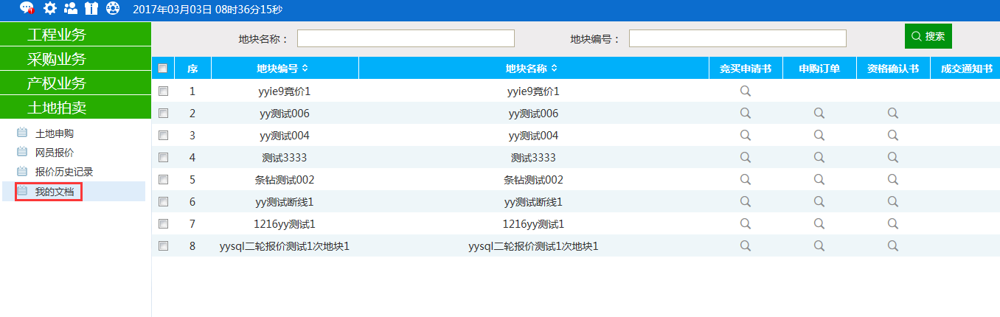 2017年03月03日 08时36分15秒
工程业务
采购业务
产权业务
土地拍卖
土地申购
网员报价
报价历史记录
我的文档
地块名称： 地块编号： 搜索
序 地块编号 地块名称 竞买申请书 申购订单 资格确认书 成交通知书
1 yyie9竞价1 yyie9竞价1
2 yy测试006 yy测试006
3 yy测试004 yy测试004
4 测试3333 测试3333
5 条钻测试002 条钻测试002
6 yy测试断线1 yy测试断线1
7 1216yy测试1 1216yy测试1
8 yysql二轮报价测试1次地块1 yysql二轮报价测试1次地块1